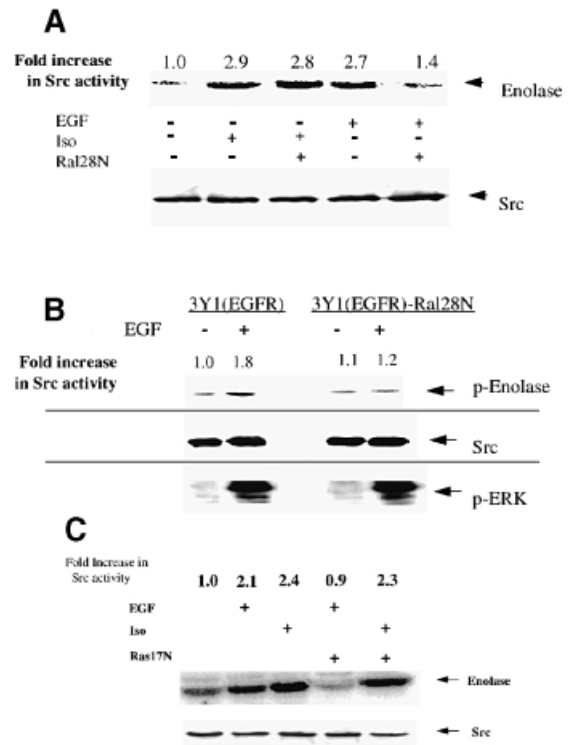 A
Fold increase in Src activity 1.0 2.9 2.8 2.7 1.4
Enolase
EGF - - - + +
Iso - + + - -
Ral28N - - + - +
Src
B
3Y1(EGFR) 3Y1(EGFR)-Ral28N
EGF - + - +
Fold increase in Src activity 1.0 1.8 1.1 1.2
p-Enolase
Src
p-ERK
C
Fold Increase in Src activity 1.0 2.1 2.4 0.9 2.3
EGF + +
Iso + +
Ras17N + +
Enolase
Src